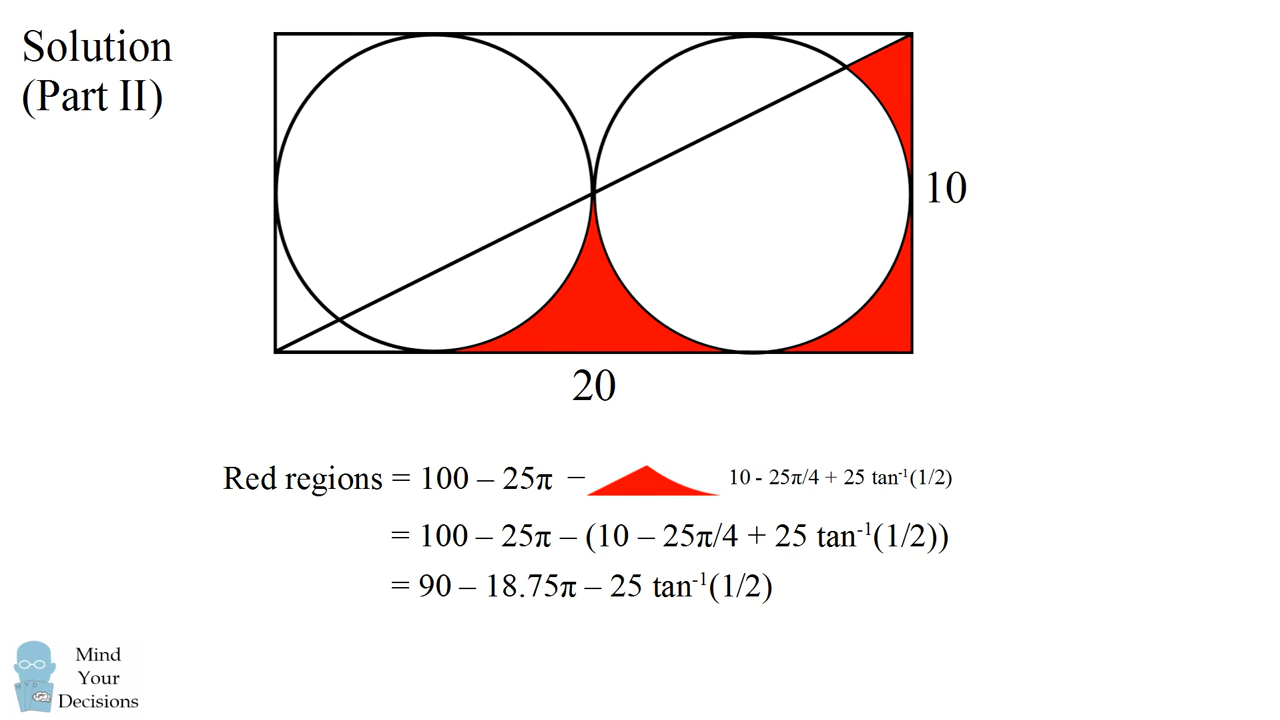 Solution
(Part II)
10
20
Red regions = 100 – 25π – 10 - 25π/4 + 25 tan⁻¹(1/2)
= 100 – 25π – (10 – 25π/4 + 25 tan⁻¹(1/2))
= 90 – 18.75π – 25 tan⁻¹(1/2)
Mind
Your
Decisions